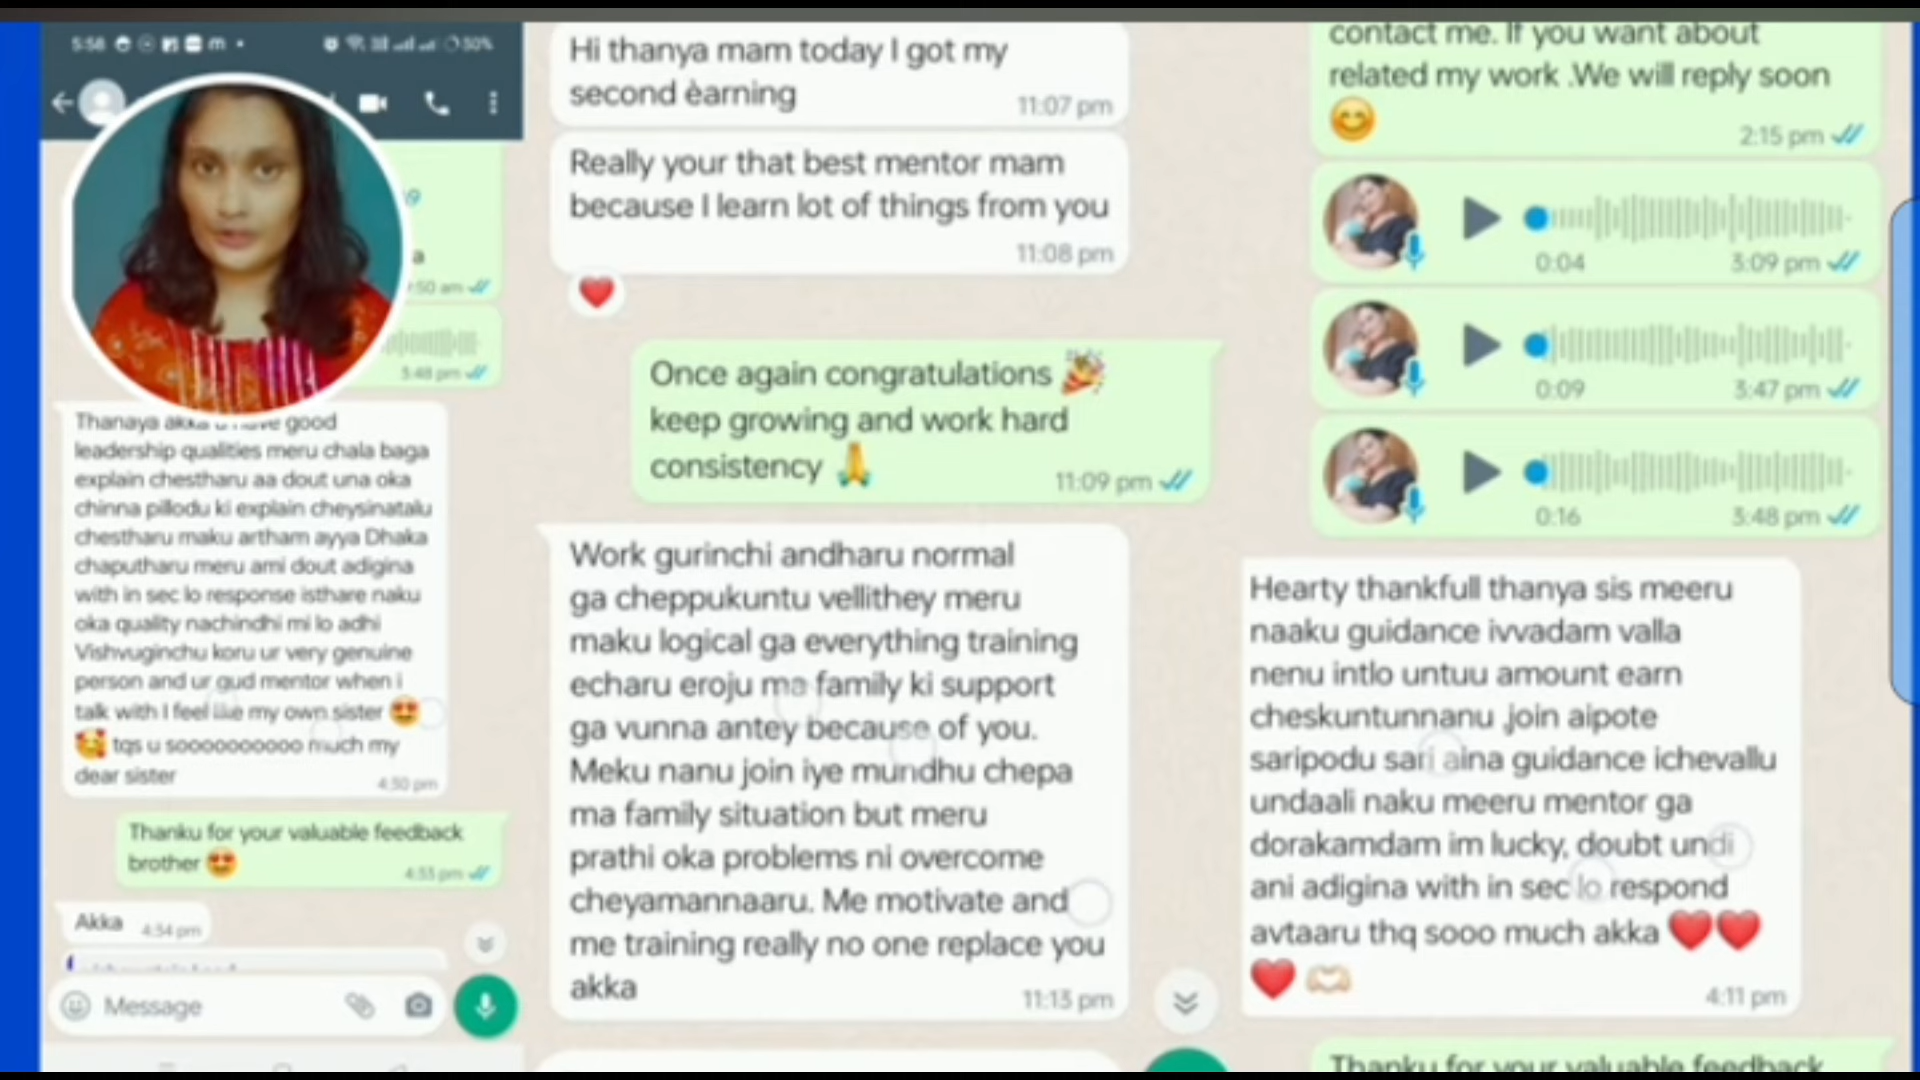 5:58
30%
a
:50 am
3:48 pm
Thanaya akka u have good
leadership qualities meru chala baga
explain chestharu aa dout una oka
chinna pillodu ki explain cheysinatalu
chestharu maku artham ayya Dhaka
chaputharu meru ami dout adigina
with in sec lo response isthare naku
oka quality nachindhi mi lo adhi
Vishvuginchu koru ur very genuine
person and ur gud mentor when i
talk with I feel like my own sister 😍
🥰 tqs u soooooooooo much my
dear sister
4:30 pm
Thanku for your valuable feedback
brother 😍
4:33 pm
Akka
4:34 pm
Message
Hi thanya mam today I got my
second èarning
11:07 pm
Really your that best mentor mam
because I learn lot of things from you
11:08 pm
Once again congratulations 🎉
keep growing and work hard
consistency 🙏
11:09 pm
Work gurinchi andharu normal
ga cheppukuntu vellithey meru
maku logical ga everything training
echaru eroju ma family ki support
ga vunna antey because of you.
Meku nanu join iye mundhu chepa
ma family situation but meru
prathi oka problems ni overcome
cheyamannaaru. Me motivate and
me training really no one replace you
akka
11:13 pm
contact me. If you want about
related my work .We will reply soon
😊
2:15 pm
0:04
3:09 pm
0:09
3:47 pm
0:16
3:48 pm
Hearty thankfull thanya sis meeru
naaku guidance ivvadam valla
nenu intlo untuu amount earn
cheskuntunnanu ,join aipote
saripodu sari aina guidance ichevallu
undaali naku meeru mentor ga
dorakamdam im lucky, doubt undi
ani adigina with in sec lo respond
avtaaru thq sooo much akka ❤️❤️
❤️ 🫶🏻
4:11 pm
Thanku for your valuable feedback